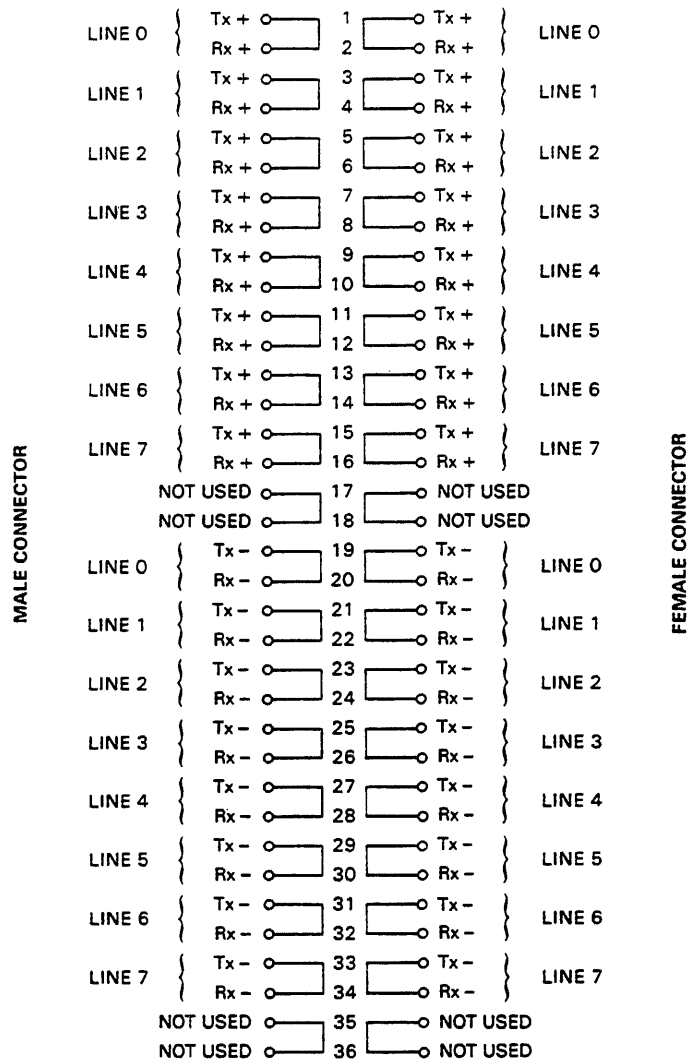 Tx + 1 Tx +
LINE 0 LINE 0
Rx + 2 Rx +
Tx + 3 Tx +
LINE 1 LINE 1
Rx + 4 Rx +
Tx + 5 Tx +
LINE 2 LINE 2
Rx + 6 Rx +
Tx + 7 Tx +
LINE 3 LINE 3
Rx + 8 Rx +
Tx + 9 Tx +
LINE 4 LINE 4
Rx + 10 Rx +
Tx + 11 Tx +
LINE 5 LINE 5
Rx + 12 Rx +
Tx + 13 Tx +
LINE 6 LINE 6
Rx + 14 Rx +
Tx + 15 Tx +
LINE 7 LINE 7
Rx + 16 Rx +
NOT USED 17 NOT USED
NOT USED 18 NOT USED
Tx - 19 Tx -
LINE 0 LINE 0
Rx - 20 Rx -
Tx - 21 Tx -
LINE 1 LINE 1
Rx - 22 Rx -
Tx - 23 Tx -
LINE 2 LINE 2
Rx - 24 Rx -
Tx - 25 Tx -
LINE 3 LINE 3
Rx - 26 Rx -
Tx - 27 Tx -
LINE 4 LINE 4
Rx - 28 Rx -
Tx - 29 Tx -
LINE 5 LINE 5
Rx - 30 Rx -
Tx - 31 Tx -
LINE 6 LINE 6
Rx - 32 Rx -
Tx - 33 Tx -
LINE 7 LINE 7
Rx - 34 Rx -
NOT USED 35 NOT USED
NOT USED 36 NOT USED
MALE CONNECTOR
FEMALE CONNECTOR